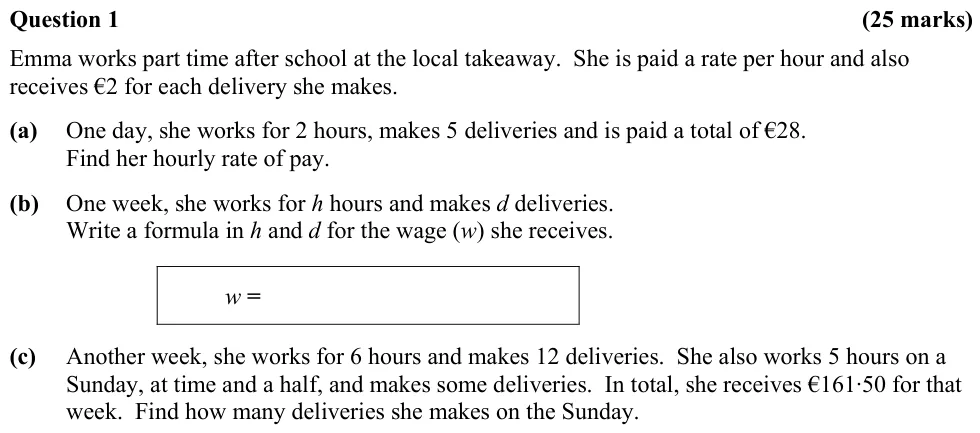 Question 1 (25 marks)
Emma works part time after school at the local takeaway. She is paid a rate per hour and also
receives €2 for each delivery she makes.
(a) One day, she works for 2 hours, makes 5 deliveries and is paid a total of €28.
Find her hourly rate of pay.
(b) One week, she works for h hours and makes d deliveries.
Write a formula in h and d for the wage (w) she receives.
w =
(c) Another week, she works for 6 hours and makes 12 deliveries. She also works 5 hours on a
Sunday, at time and a half, and makes some deliveries. In total, she receives €161·50 for that
week. Find how many deliveries she makes on the Sunday.